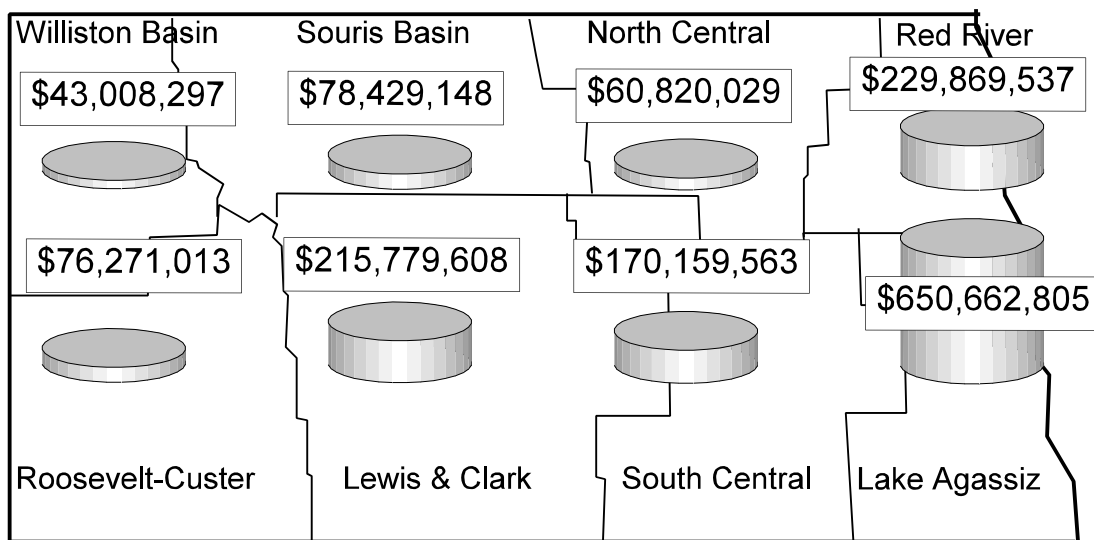 Williston Basin
Souris Basin
North Central
Red River
$43,008,297
$78,429,148
$60,820,029
$229,869,537
$76,271,013
$215,779,608
$170,159,563
$650,662,805
Roosevelt-Custer
Lewis & Clark
South Central
Lake Agassiz